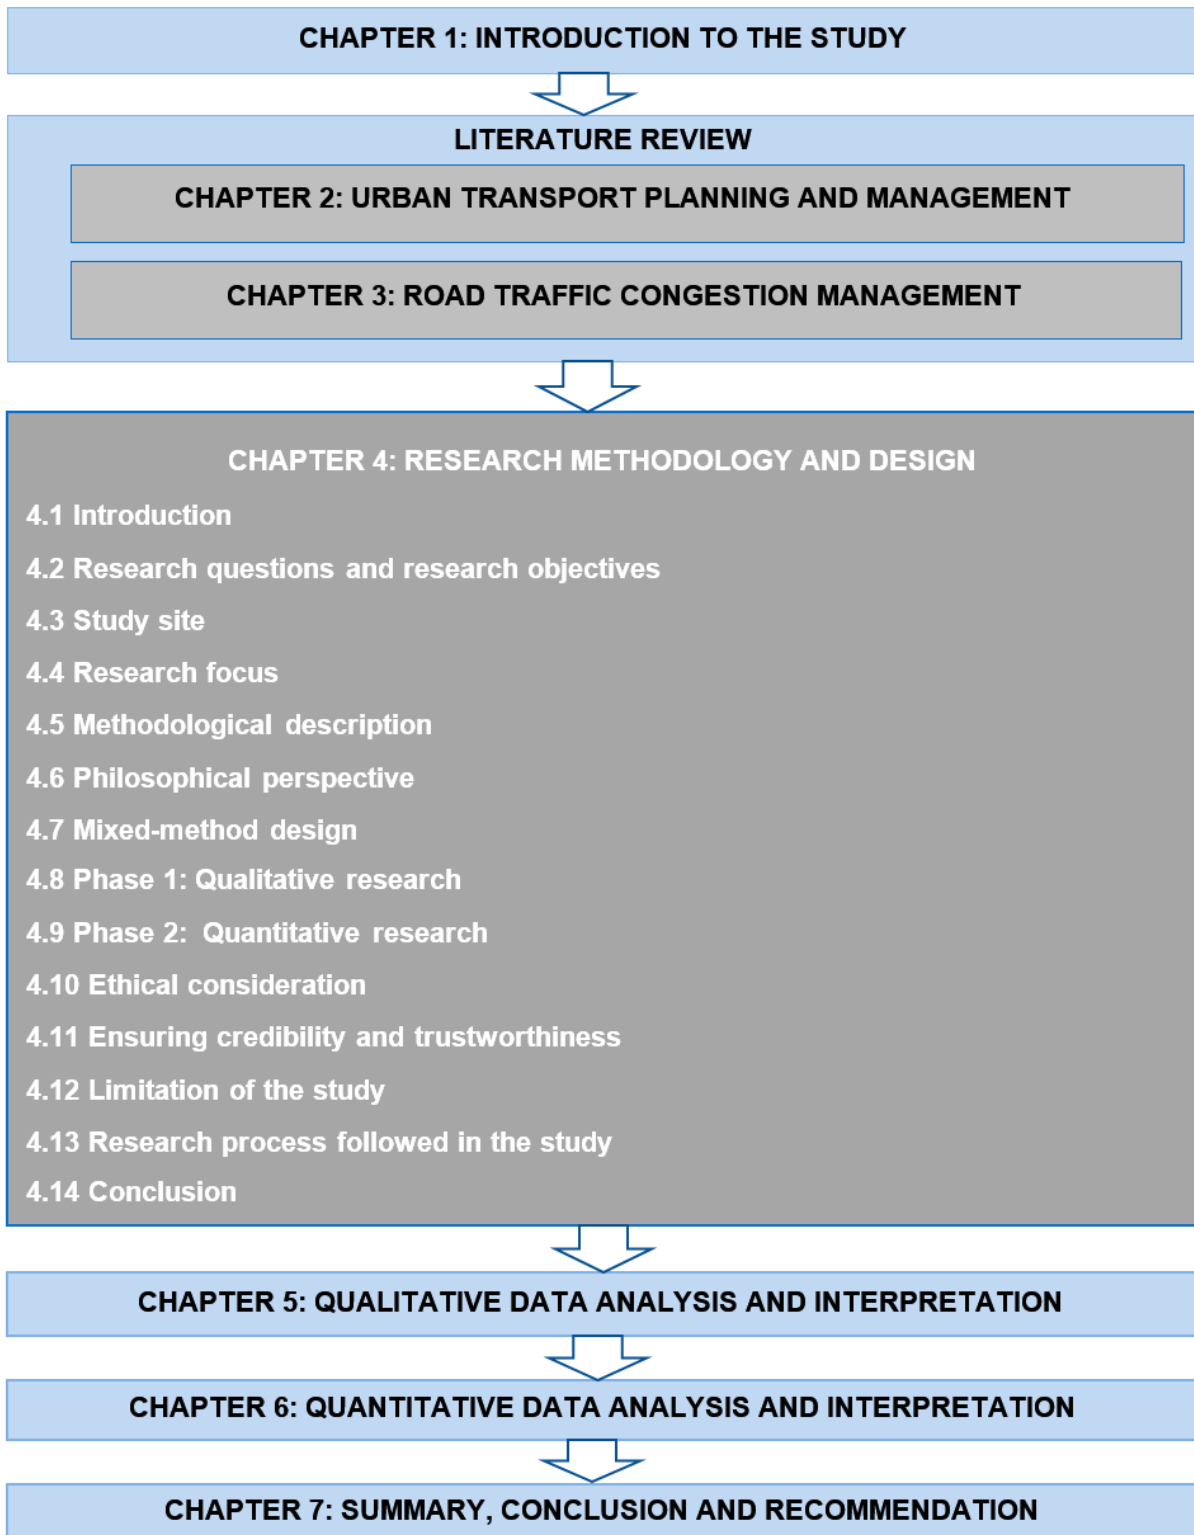 CHAPTER 1: INTRODUCTION TO THE STUDY
LITERATURE REVIEW
CHAPTER 2: URBAN TRANSPORT PLANNING AND MANAGEMENT
CHAPTER 3: ROAD TRAFFIC CONGESTION MANAGEMENT
CHAPTER 4: RESEARCH METHODOLOGY AND DESIGN
4.1 Introduction
4.2 Research questions and research objectives
4.3 Study site
4.4 Research focus
4.5 Methodological description
4.6 Philosophical perspective
4.7 Mixed-method design
4.8 Phase 1: Qualitative research
4.9 Phase 2: Quantitative research
4.10 Ethical consideration
4.11 Ensuring credibility and trustworthiness
4.12 Limitation of the study
4.13 Research process followed in the study
4.14 Conclusion
CHAPTER 5: QUALITATIVE DATA ANALYSIS AND INTERPRETATION
CHAPTER 6: QUANTITATIVE DATA ANALYSIS AND INTERPRETATION
CHAPTER 7: SUMMARY, CONCLUSION AND RECOMMENDATION